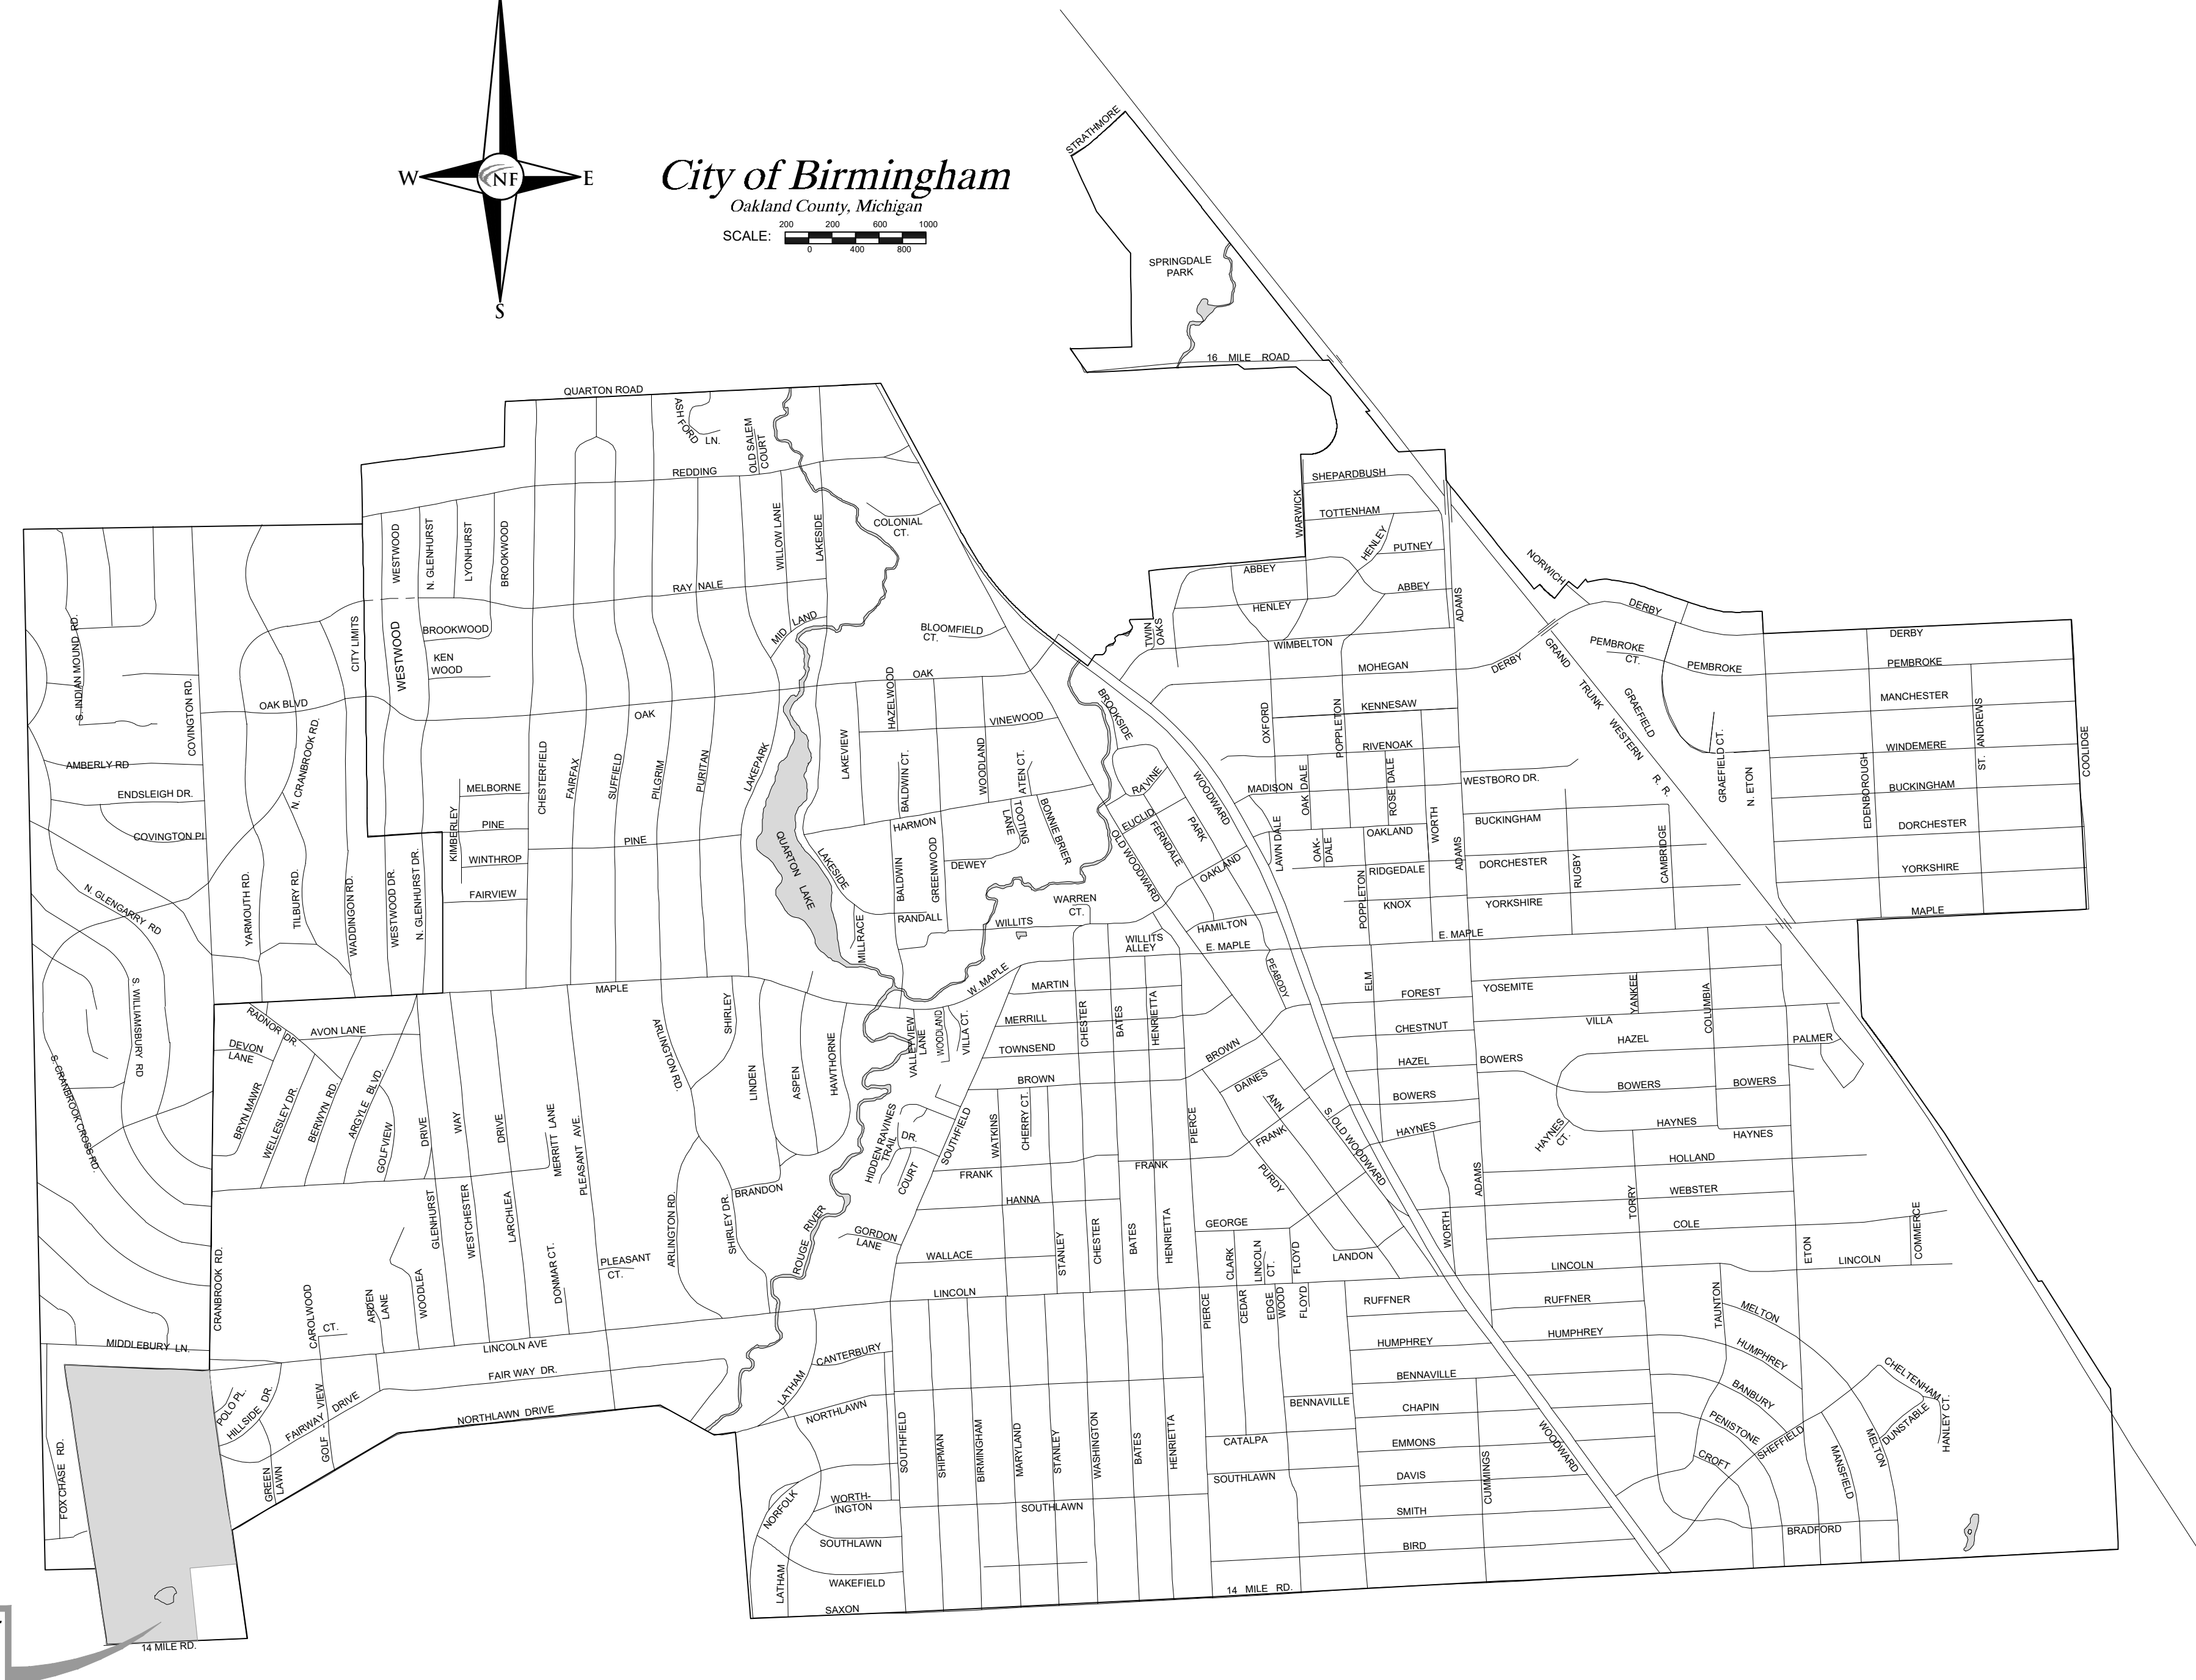 City of Birmingham
Oakland County, Michigan
SCALE:
200 200 600 1000
0 400 800
W NF E
S
STRATHMORE
SPRINGDALE
PARK
16 MILE ROAD
QUARTON ROAD
ASHFORD
LN.
OLD SALEM
COURT
REDDING
COLONIAL
CT.
WILLOW LANE
LAKESIDE
WESTWOOD
N. GLENHURST
LYONHURST
BROOKWOOD
RAY NALE
MID LAND
BROOKWOOD
KEN
WOOD
BLOOMFIELD
CT.
CITY LIMITS
WESTWOOD
S. INDIAN MOUND RD.
COVINGTON RD.
OAK BLVD
N. CRANBROOK RD.
AMBERLY RD
ENDSLEIGH DR.
COVINGTON PL
N. GLENGARRY RD
YARMOUTH RD.
TILBURY RD.
WADDINGON RD.
WESTWOOD DR.
N. GLENHURST DR.
KIMBERLEY
MELBORNE
PINE
WINTHROP
FAIRVIEW
CHESTERFIELD
FAIRFAX
SUFFIELD
PILGRIM
PURITAN
LAKEPARK
OAK
PINE
OAK
QUARTON LAKE
LAKEVIEW
HAZELWOOD
VINEWOOD
BALDWIN CT.
WOODLAND
ATEN CT.
TOOTING
LANE
BONNIE BRIER
HARMON
LAKESIDE
BALDWIN
GREENWOOD
DEWEY
RANDALL
MILLRACE
WILLITS
WARREN
CT.
WILLITS
ALLEY
BROOKSIDE
RAVINE
EUCLID
FERNDALE
PARK
WOODWARD
OLD WOODWARD
OAKLAND
HAMILTON
E. MAPLE
PEABODY
SHEPARDBUSH
WARWICK
TOTTENHAM
HENLEY
PUTNEY
ABBEY
ABBEY
HENLEY
ADAMS
TWIN
OAKS
WIMBELTON
MOHEGAN
DERBY
NORWICH
DERBY
GRAND TRUNK WESTERN R. R.
PEMBROKE
CT.
PEMBROKE
GRAEFIELD
GRAEFIELD CT.
N. ETON
DERBY
PEMBROKE
MANCHESTER
ST. ANDREWS
WINDEMERE
BUCKINGHAM
EDENBOROUGH
DORCHESTER
YORKSHIRE
MAPLE
COOLIDGE
OXFORD
POPPLETON
KENNESAW
RIVENOAK
MADISON
OAK DALE
ROSE DALE
WESTBORO DR.
BUCKINGHAM
OAKLAND
WORTH
ADAMS
LAWN DALE
OAK-
DALE
RIDGEDALE
DORCHESTER
RUGBY
CAMBRIDGE
POPPLETON
KNOX
YORKSHIRE
E. MAPLE
S. WILLIAMSBURY RD
S. CRANBROOK CROSS RD.
RADNOR DR.
AVON LANE
DEVON
LANE
BRYN MAWR
WELLESLEY DR.
BERWYN RD.
ARGYLE BLVD.
GOLFVIEW
MAPLE
DRIVE
WAY
DRIVE
MERRITT LANE
PLEASANT AVE.
GLENHURST
WESTCHESTER
LARCHLEA
DONMAR CT.
PLEASANT
CT.
ARLINGTON RD.
SHIRLEY
LINDEN
ASPEN
HAWTHORNE
ARLINGTON RD.
SHIRLEY DR.
BRANDON
ROUGE RIVER
VALLEYVIEW
LANE
WOODLAND
VILLA CT.
W. MAPLE
HIDDEN RAVINES
TRAIL
DR.
COURT
GORDON
LANE
SOUTHFIELD
MARTIN
MERRILL
TOWNSEND
BROWN
CHESTER
BATES
HENRIETTA
WATKINS
CHERRY CT.
FRANK
FRANK
HANNA
WALLACE
STANLEY
CHESTER
BATES
HENRIETTA
PIERCE
BROWN
DAINES
ANN
FRANK
PURDY
S OLD WOODWARD
GEORGE
CLARK
LINCOLN
CT.
FLOYD
LANDON
ELM
FOREST
CHESTNUT
HAZEL
BOWERS
HAYNES
WORTH
ADAMS
YOSEMITE
VILLA
YANKEE
COLUMBIA
HAZEL
PALMER
BOWERS
BOWERS
BOWERS
HAYNES
CT.
HAYNES
HAYNES
HOLLAND
WEBSTER
TORRY
COLE
LINCOLN
ETON
LINCOLN
COMMERCE
CRANBROOK RD.
CAROLWOOD
CT.
ARDEN
LANE
WOODLEA
LINCOLN AVE
FAIR WAY DR.
NORTHLAWN DRIVE
FAIRWAY DRIVE
GOLF VIEW
POLO PL.
HILLSIDE DR.
GREEN
LAWN
MIDDLEBURY LN.
FOX CHASE RD.
14 MILE RD.
LINCOLN
CANTERBURY
LATHAM
NORTHLAWN
SOUTHFIELD
SHIPMAN
BIRMINGHAM
MARYLAND
STANLEY
WASHINGTON
BATES
HENRIETTA
PIERCE
NORFOLK
WORTH-
INGTON
SOUTHLAWN
SOUTHLAWN
WAKEFIELD
LATHAM
SAXON
14 MILE RD.
CEDAR
EDGE
WOOD
FLOYD
RUFFNER
HUMPHREY
BENNAVILLE
BENNAVILLE
CHAPIN
CATALPA
EMMONS
SOUTHLAWN
DAVIS
CUMMINGS
SMITH
BIRD
WOODWARD
RUFFNER
HUMPHREY
TAUNTON
MELTON
HUMPHREY
BANBURY
PENISTONE
SHEFFIELD
CROFT
MANSFIELD
MELTON
DUNSTABLE
CHELTENHAM
HANLEY CT.
BRADFORD